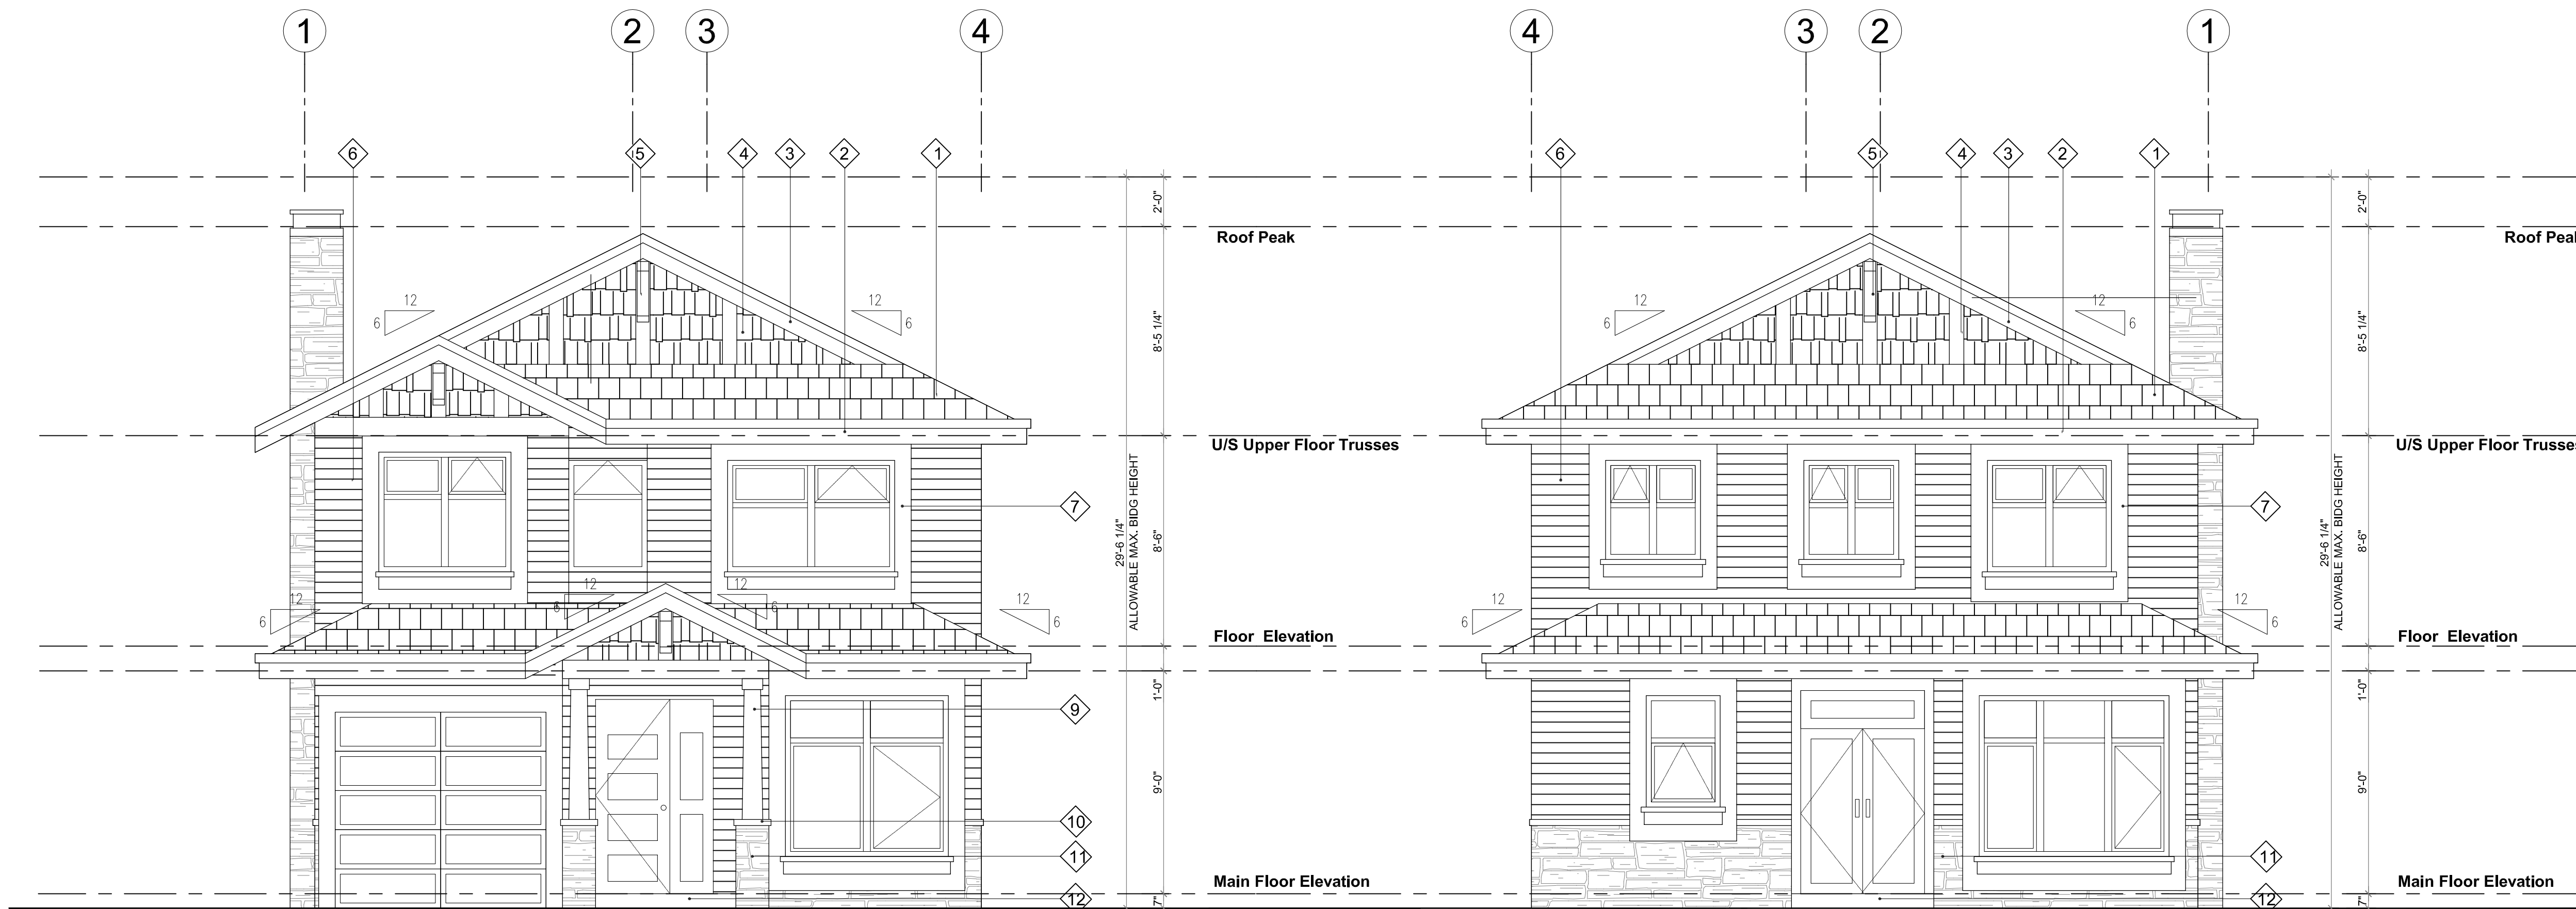 1 2 3 4
4 3 2 1
6 5 4 3 2 1
6 5 4 3 2 1
2'-0"
2'-0"
Roof Peak
Roof Peak
12 12
6 6
12 12
6 6
8'-5 1/4"
8'-5 1/4"
U/S Upper Floor Trusses
U/S Upper Floor Trusses
7
7
29'-6 1/4"
ALLOWABLE MAX. BIDG HEIGHT
8'-6"
29'-6 1/4"
ALLOWABLE MAX. BIDG HEIGHT
8'-6"
12 12 12 12
6 6 6 6
12 12
6 6
Floor Elevation
Floor Elevation
1'-0"
1'-0"
9
9'-0"
9'-0"
10
11
11
Main Floor Elevation
Main Floor Elevation
12
12
7"
7"